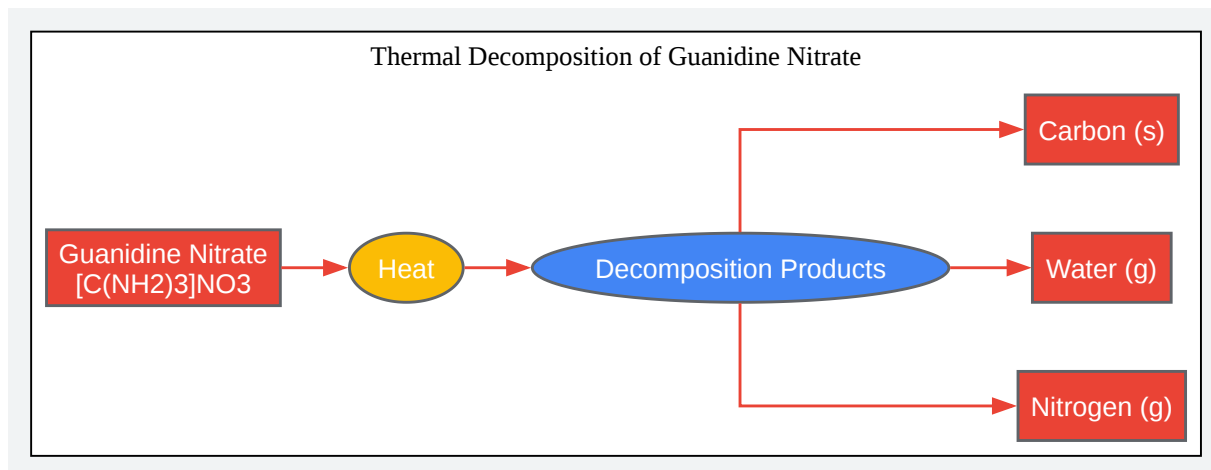 Thermal Decomposition of Guanidine Nitrate
Guanidine Nitrate
[C(NH2)3]NO3
Heat
Decomposition Products
Carbon (s)
Water (g)
Nitrogen (g)